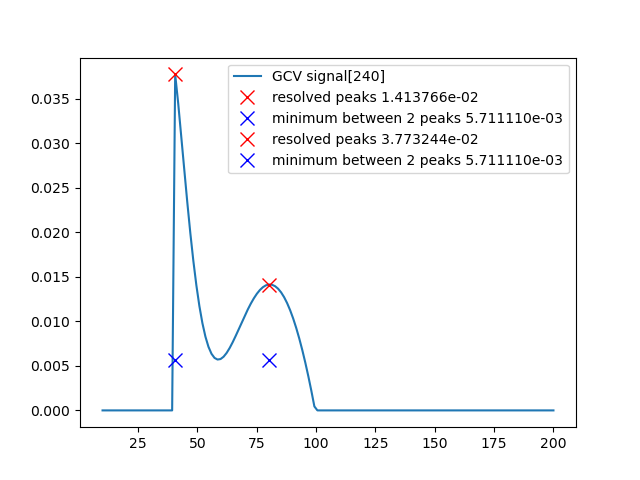 GCV signal[240]
resolved peaks 1.413766e-02
minimum between 2 peaks 5.711110e-03
resolved peaks 3.773244e-02
minimum between 2 peaks 5.711110e-03
0.035
0.030
0.025
0.020
0.015
0.010
0.005
0.000
25 50 75 100 125 150 175 200